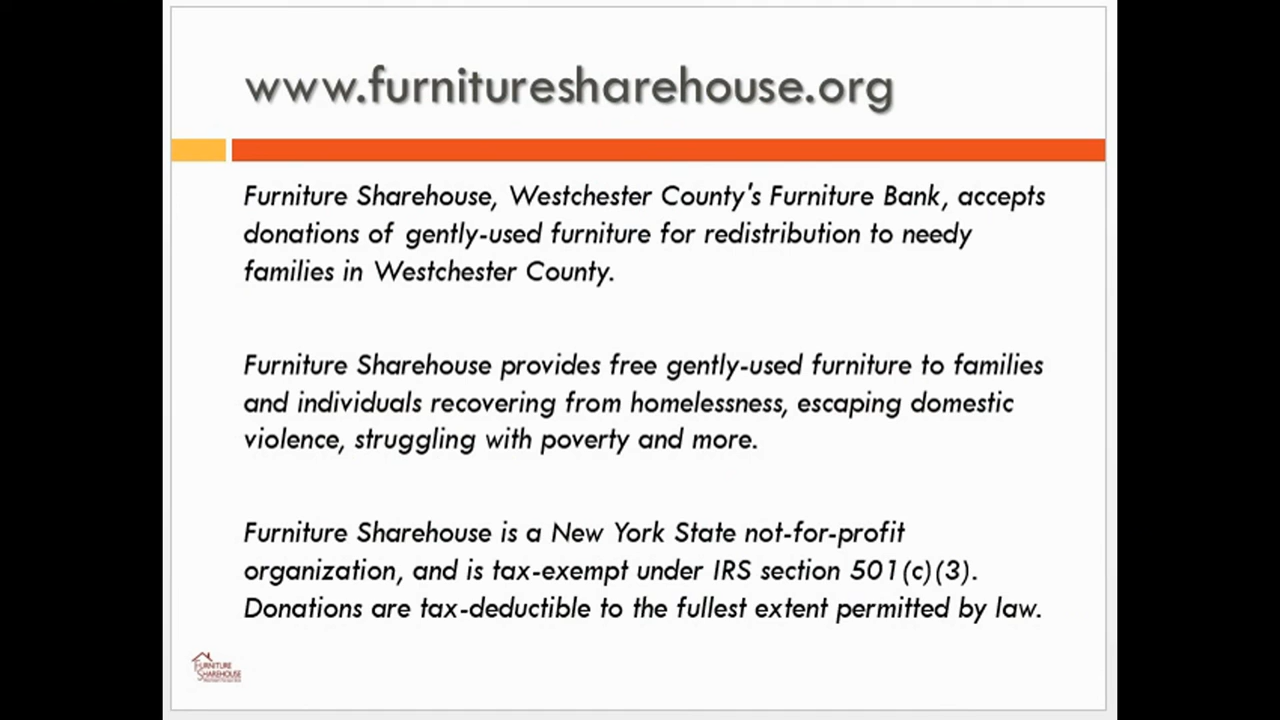 www.furnituresharehouse.org
Furniture Sharehouse, Westchester County's Furniture Bank, accepts
donations of gently-used furniture for redistribution to needy
families in Westchester County.
Furniture Sharehouse provides free gently-used furniture to families
and individuals recovering from homelessness, escaping domestic
violence, struggling with poverty and more.
Furniture Sharehouse is a New York State not-for-profit
organization, and is tax-exempt under IRS section 501(c)(3).
Donations are tax-deductible to the fullest extent permitted by law.
FURNITURE
SHAREHOUSE